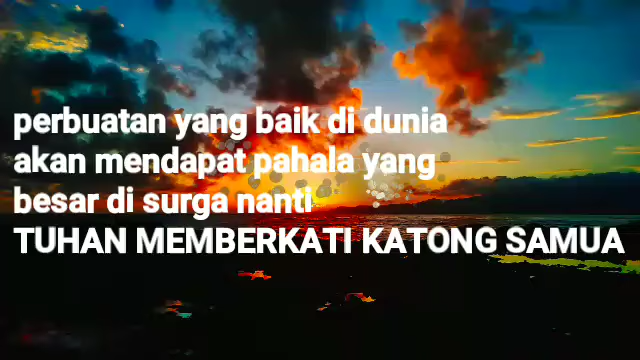 perbuatan yang baik di dunia
akan mendapat pahala yang
besar di surga nanti
TUHAN MEMBERKATI KATONG SAMUA